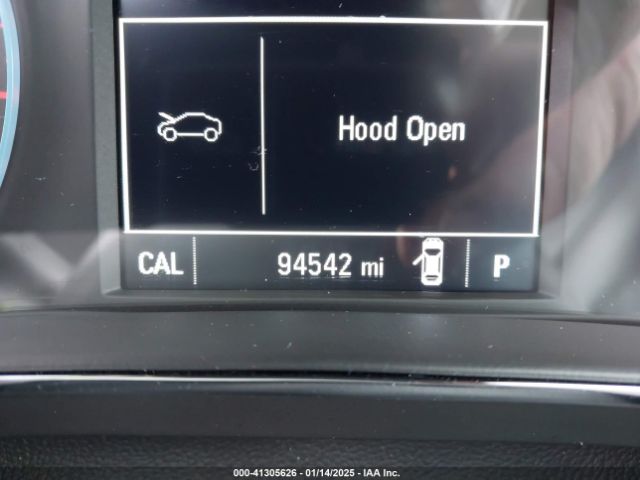 Hood Open
CAL 94542 mi P
000-41305626 - 01/14/2025 - IAA Inc.